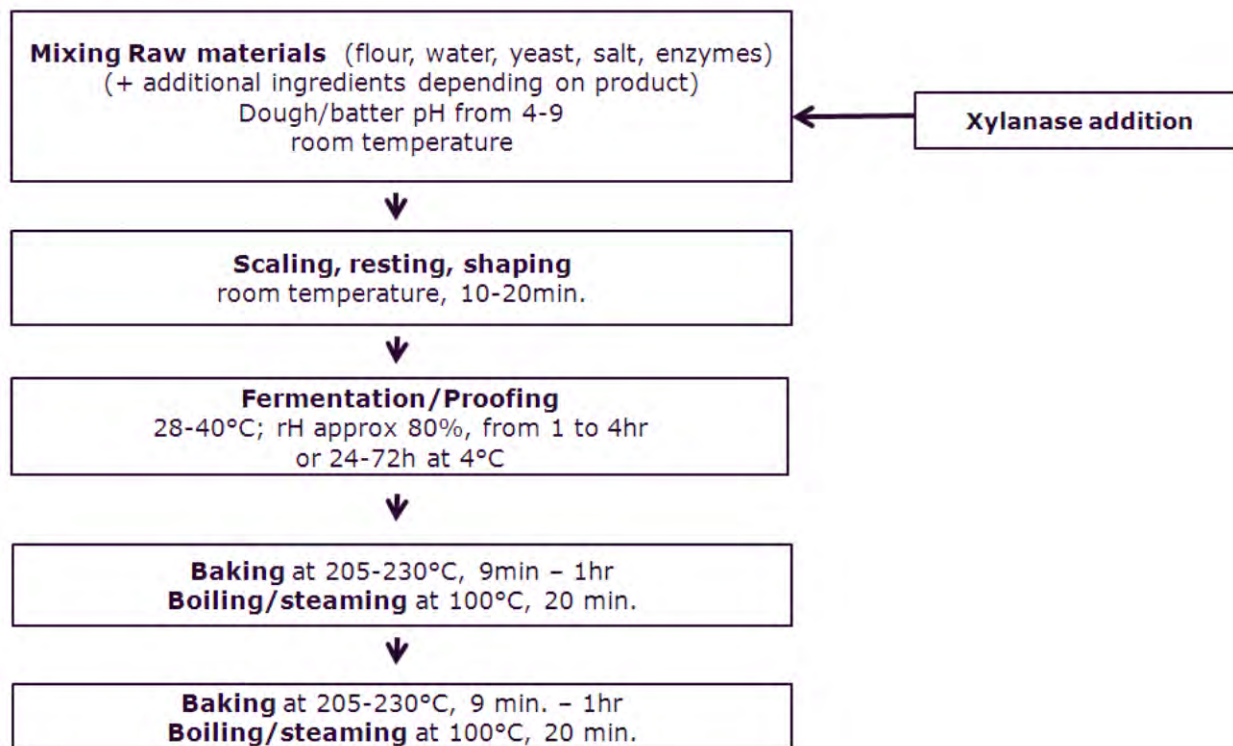 Mixing Raw materials (flour, water, yeast, salt, enzymes)
(+ additional ingredients depending on product)
Dough/batter pH from 4-9
room temperature
Xylanase addition
Scaling, resting, shaping
room temperature, 10-20min.
Fermentation/Proofing
28-40°C; rH approx 80%, from 1 to 4hr
or 24-72h at 4°C
Baking at 205-230°C, 9min – 1hr
Boiling/steaming at 100°C, 20 min.
Baking at 205-230°C, 9 min. – 1hr
Boiling/steaming at 100°C, 20 min.